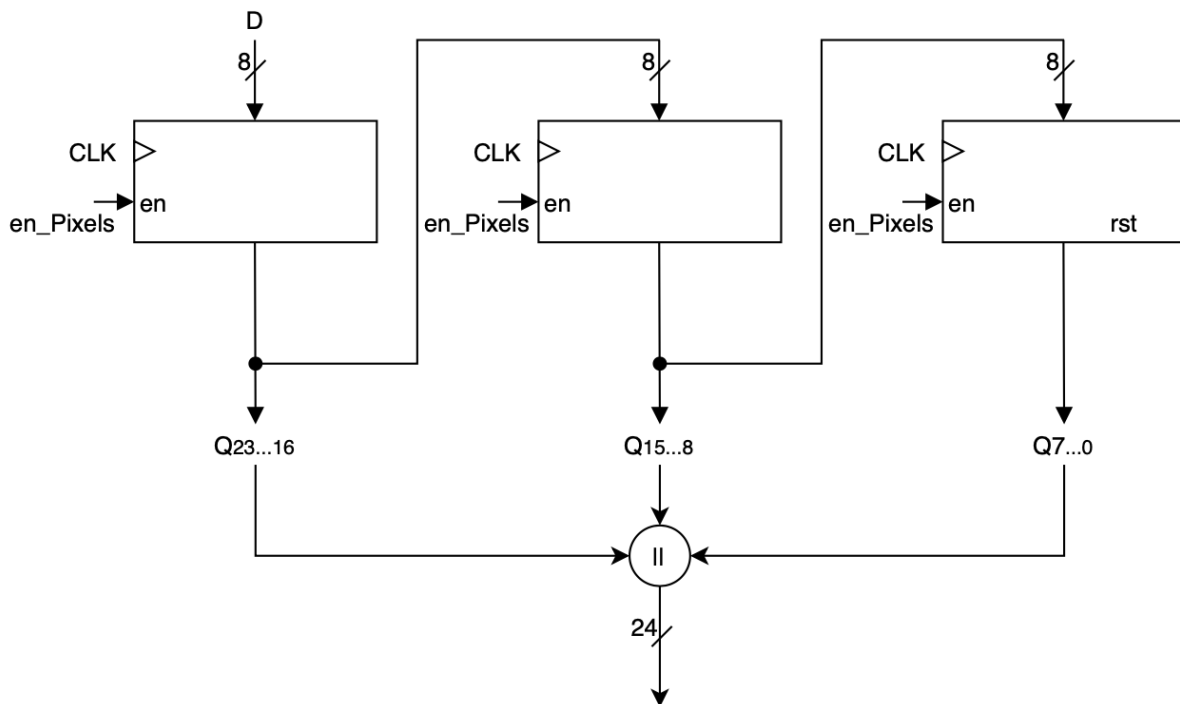 D
8
8
8
CLK
CLK
CLK
en
en
en
en_Pixels
en_Pixels
en_Pixels
rst
Q23...16
Q15...8
Q7...0
||
24